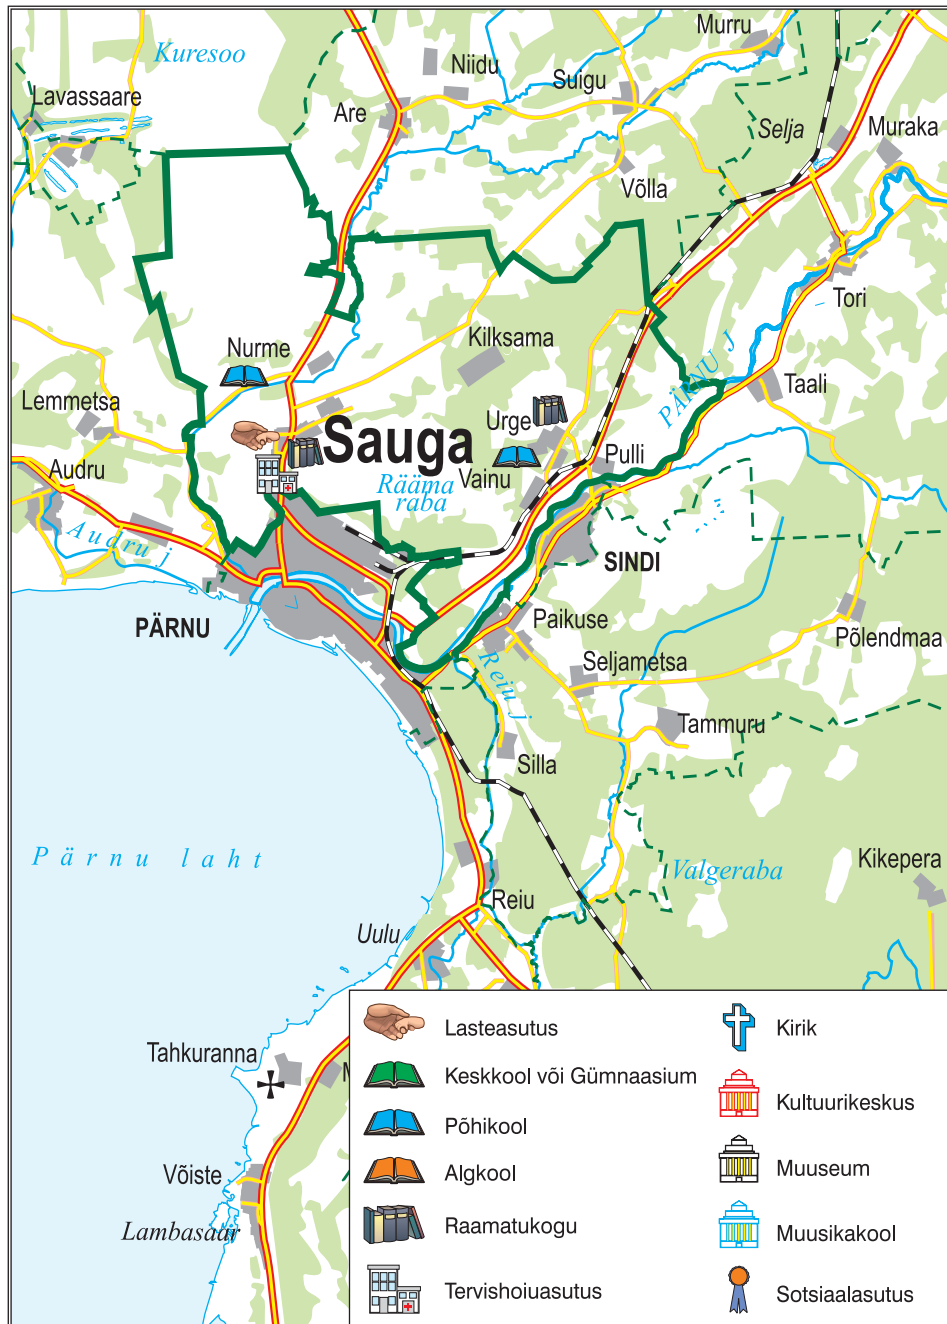 Kuresoo
Murru
Niidu
Suigu
Lavassaare
Are
Selja
Muraka
Võlla
Tori
Nurme
Kilksama
PÄRNU J
Taali
Lemmetsa
Urge
Sauga
Audru
Vainu
Pulli
Rääma
raba
Audru j
SINDI
PÄRNU
Paikuse
Põlendmaa
Seljametsa
Reiu j
Tammuru
Silla
Pärnu laht
Valgeraba
Kikepera
Reiu
Uulu
Tahkuranna
Võiste
Lambasaar
Lasteasutus
Keskkool või Gümnaasium
Põhikool
Algkool
Raamatukogu
Tervishoiuasutus
Kirik
Kultuurikeskus
Muuseum
Muusikakool
Sotsiaalasutus